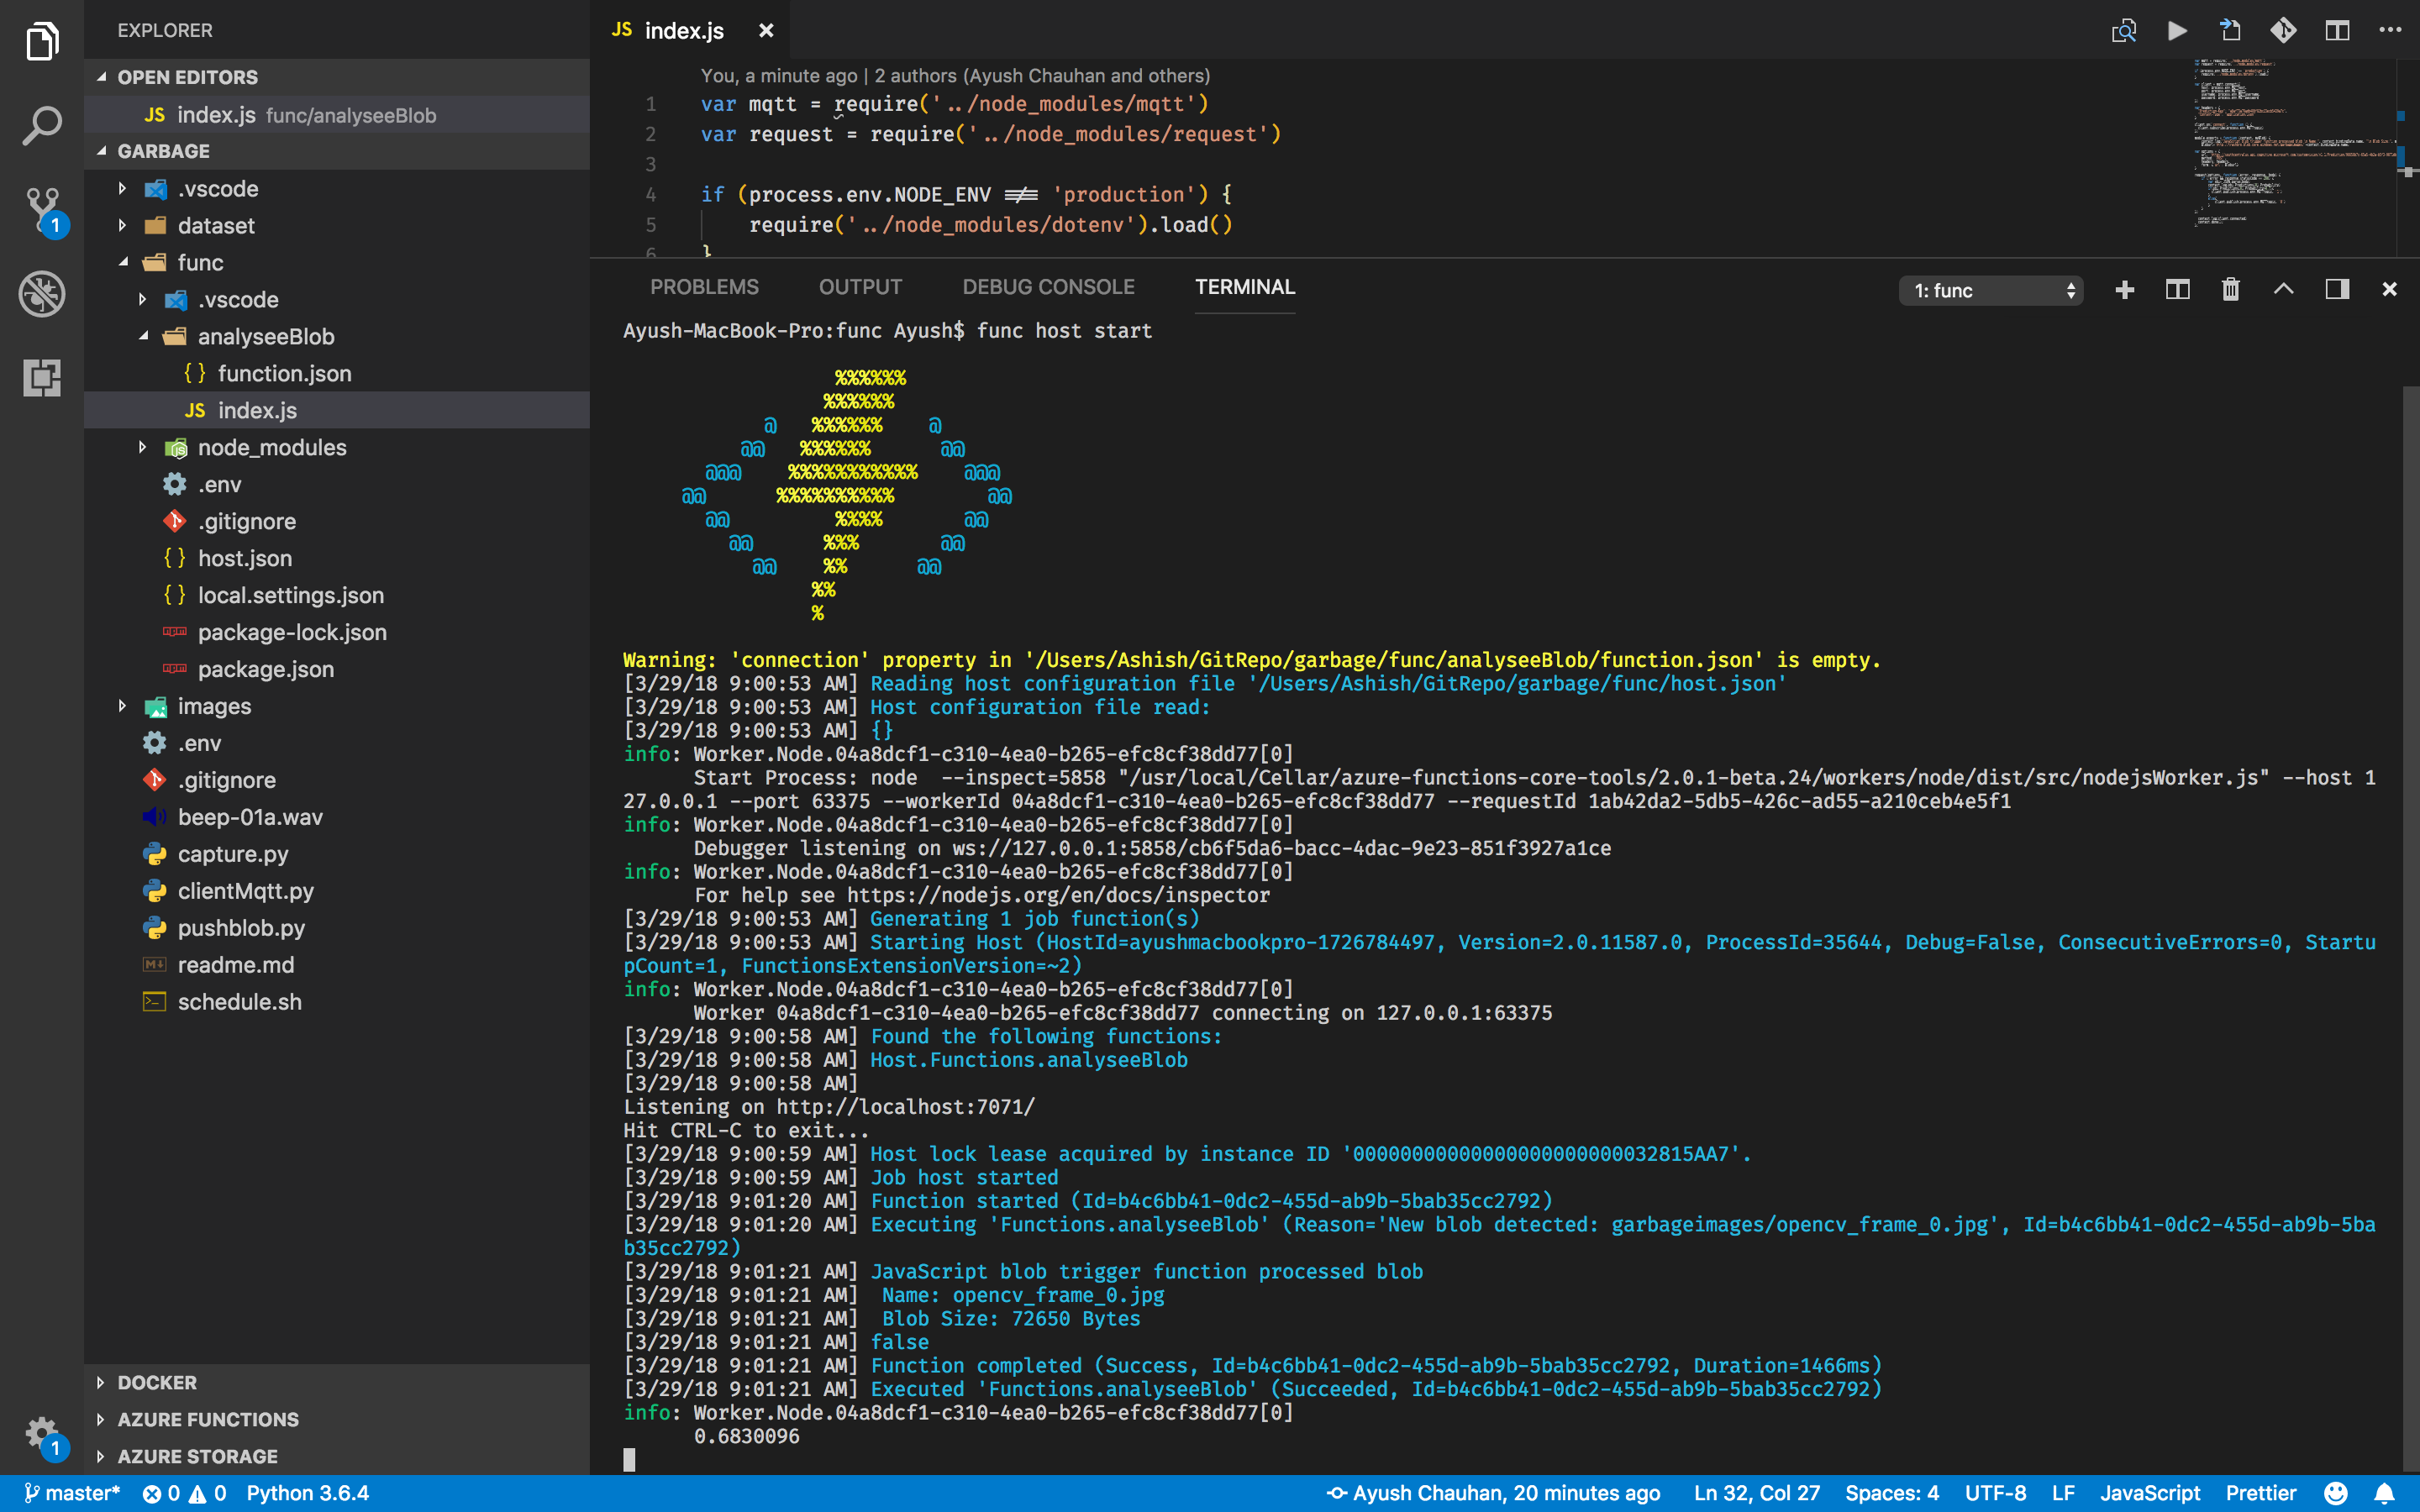 EXPLORER
OPEN EDITORS
JS index.js func/analyseeBlob
GARBAGE
.vscode
dataset
func
.vscode
analyseeBlob
{ } function.json
JS index.js
node_modules
.env
.gitignore
{ } host.json
{ } local.settings.json
package-lock.json
package.json
images
.env
.gitignore
beep-01a.wav
capture.py
clientMqtt.py
pushblob.py
readme.md
schedule.sh
DOCKER
AZURE FUNCTIONS
AZURE STORAGE
1
1
JS index.js
You, a minute ago | 2 authors (Ayush Chauhan and others)
1 var mqtt = require('../node_modules/mqtt')
2 var request = require('../node_modules/request')
3
4 if (process.env.NODE_ENV !== 'production') {
5 require('../node_modules/dotenv').load()
6 }
PROBLEMS OUTPUT DEBUG CONSOLE TERMINAL 1: func
Ayush-MacBook-Pro:func Ayush$ func host start
%%%%%%
%%%%%%
@ %%%%%% @
@@ %%%%%% @@
@@@ %%%%%%%%%%% @@@
@@ %%%%%%%%%% @@
@@ %%%% @@
@@ %%% @@
@@ %% @@
%%
%
Warning: 'connection' property in '/Users/Ashish/GitRepo/garbage/func/analyseeBlob/function.json' is empty.
[3/29/18 9:00:53 AM] Reading host configuration file '/Users/Ashish/GitRepo/garbage/func/host.json'
[3/29/18 9:00:53 AM] Host configuration file read:
[3/29/18 9:00:53 AM] {}
info: Worker.Node.04a8dcf1-c310-4ea0-b265-efc8cf38dd77[0]
Start Process: node  --inspect=5858 "/usr/local/Cellar/azure-functions-core-tools/2.0.1-beta.24/workers/node/dist/src/nodejsWorker.js" --host 1
27.0.0.1 --port 63375 --workerId 04a8dcf1-c310-4ea0-b265-efc8cf38dd77 --requestId 1ab42da2-5db5-426c-ad55-a210ceb4e5f1
info: Worker.Node.04a8dcf1-c310-4ea0-b265-efc8cf38dd77[0]
Debugger listening on ws://127.0.0.1:5858/cb6f5da6-bacc-4dac-9e23-851f3927a1ce
info: Worker.Node.04a8dcf1-c310-4ea0-b265-efc8cf38dd77[0]
For help see https://nodejs.org/en/docs/inspector
[3/29/18 9:00:53 AM] Generating 1 job function(s)
[3/29/18 9:00:53 AM] Starting Host (HostId=ayushmacbookpro-1726784497, Version=2.0.11587.0, ProcessId=35644, Debug=False, ConsecutiveErrors=0, Startu
pCount=1, FunctionsExtensionVersion=~2)
info: Worker.Node.04a8dcf1-c310-4ea0-b265-efc8cf38dd77[0]
Worker 04a8dcf1-c310-4ea0-b265-efc8cf38dd77 connecting on 127.0.0.1:63375
[3/29/18 9:00:58 AM] Found the following functions:
[3/29/18 9:00:58 AM] Host.Functions.analyseeBlob
[3/29/18 9:00:58 AM]
Listening on http://localhost:7071/
Hit CTRL-C to exit...
[3/29/18 9:00:59 AM] Host lock lease acquired by instance ID '00000000000000000000000032815AA7'.
[3/29/18 9:00:59 AM] Job host started
[3/29/18 9:01:20 AM] Function started (Id=b4c6bb41-0dc2-455d-ab9b-5bab35cc2792)
[3/29/18 9:01:20 AM] Executing 'Functions.analyseeBlob' (Reason='New blob detected: garbageimages/opencv_frame_0.jpg', Id=b4c6bb41-0dc2-455d-ab9b-5ba
b35cc2792)
[3/29/18 9:01:21 AM] JavaScript blob trigger function processed blob
[3/29/18 9:01:21 AM]  Name: opencv_frame_0.jpg
[3/29/18 9:01:21 AM]  Blob Size: 72650 Bytes
[3/29/18 9:01:21 AM] false
[3/29/18 9:01:21 AM] Function completed (Success, Id=b4c6bb41-0dc2-455d-ab9b-5bab35cc2792, Duration=1466ms)
[3/29/18 9:01:21 AM] Executed 'Functions.analyseeBlob' (Succeeded, Id=b4c6bb41-0dc2-455d-ab9b-5bab35cc2792)
info: Worker.Node.04a8dcf1-c310-4ea0-b265-efc8cf38dd77[0]
0.6830096
master* 0 0 Python 3.6.4 Ayush Chauhan, 20 minutes ago Ln 32, Col 27 Spaces: 4 UTF-8 LF JavaScript Prettier